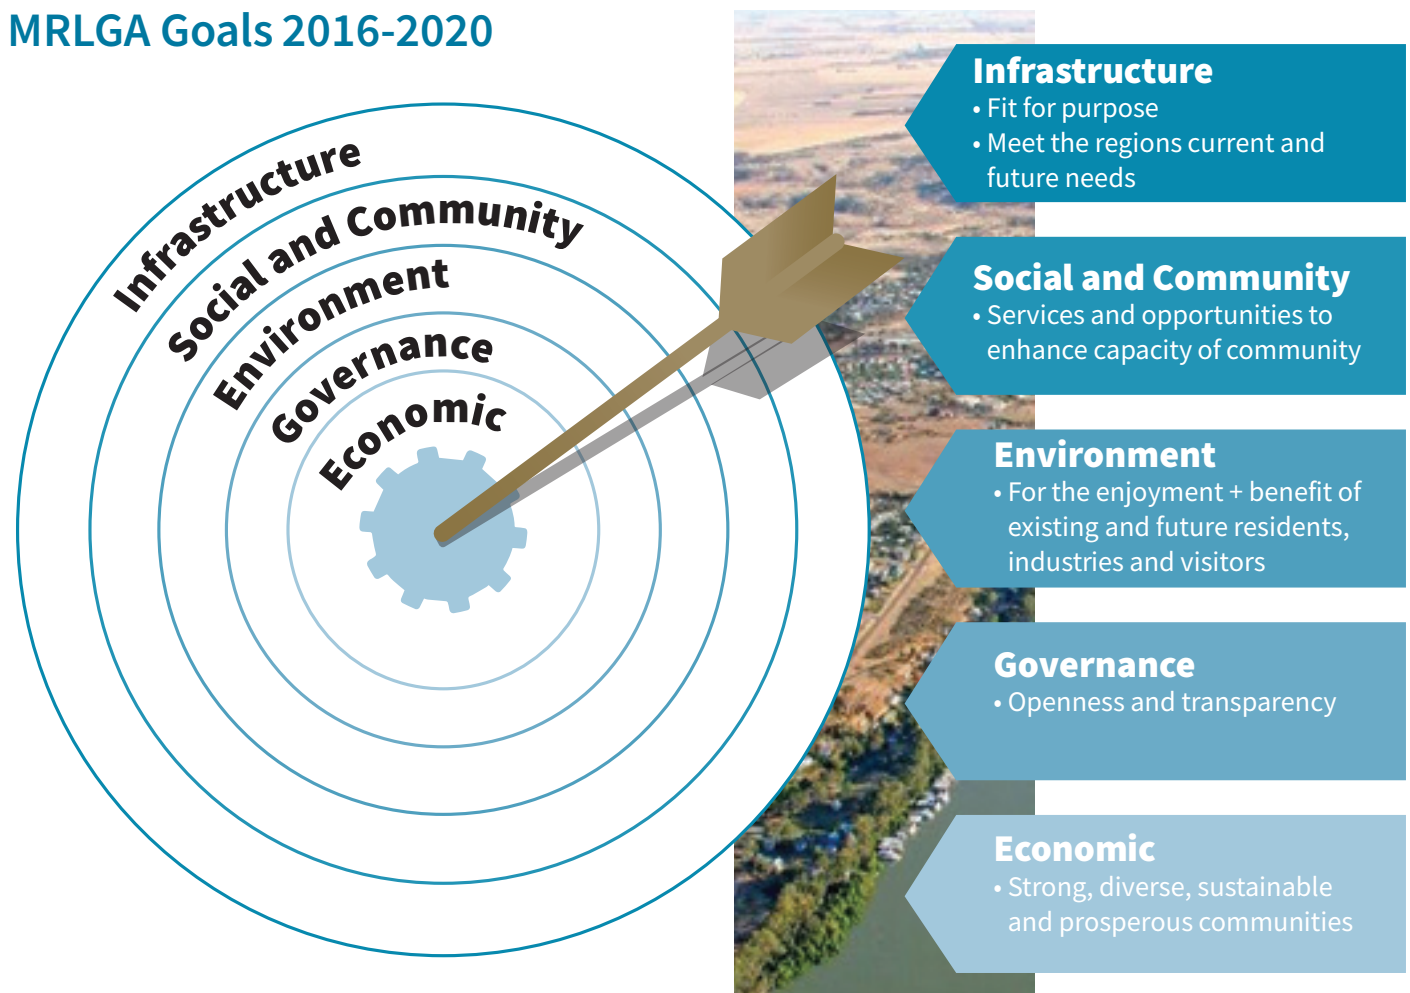 MRLGA Goals 2016-2020
Infrastructure
Social and Community
Environment
Governance
Economic
Infrastructure
• Fit for purpose
• Meet the regions current and
future needs
Social and Community
• Services and opportunities to
enhance capacity of community
Environment
• For the enjoyment + benefit of
existing and future residents,
industries and visitors
Governance
• Openness and transparency
Economic
• Strong, diverse, sustainable
and prosperous communities